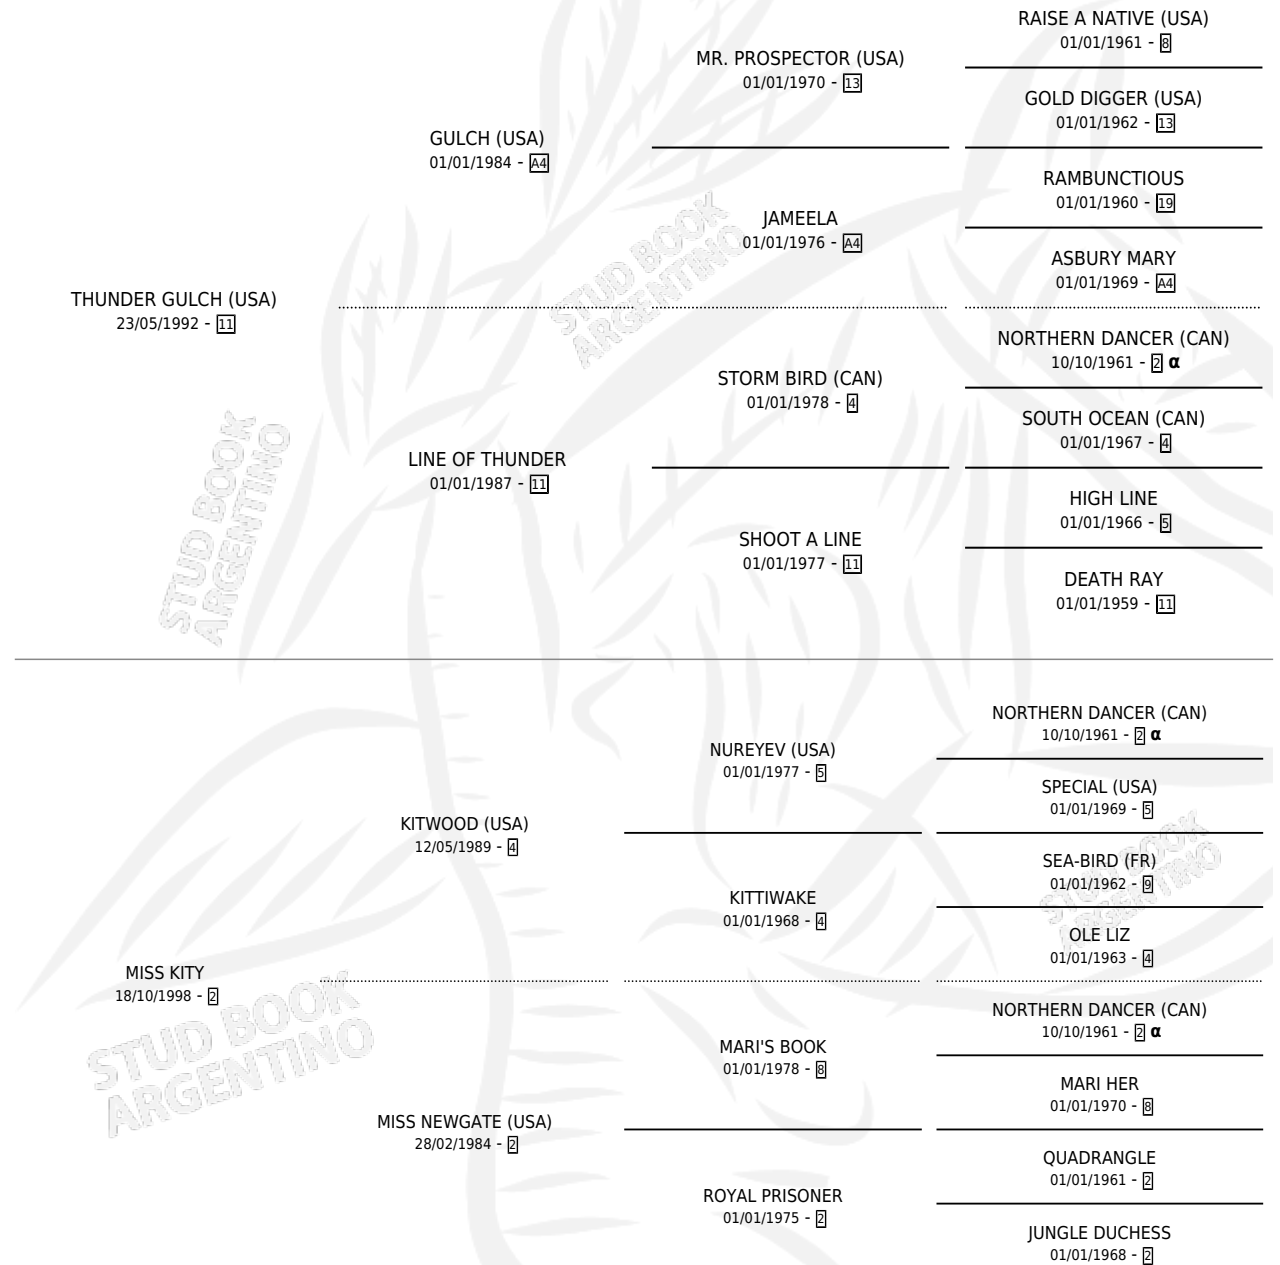 RAISE A NATIVE (USA)
01/01/1961 - 8
MR. PROSPECTOR (USA)
01/01/1970 - 13
GOLD DIGGER (USA)
01/01/1962 - 13
GULCH (USA)
01/01/1984 - A4
RAMBUNCTIOUS
01/01/1960 - 19
JAMEELA
01/01/1976 - A4
ASBURY MARY
01/01/1969 - A4
THUNDER GULCH (USA)
23/05/1992 - 11
NORTHERN DANCER (CAN)
10/10/1961 - 2 α
STORM BIRD (CAN)
01/01/1978 - 4
SOUTH OCEAN (CAN)
01/01/1967 - 4
LINE OF THUNDER
01/01/1987 - 11
HIGH LINE
01/01/1966 - 5
SHOOT A LINE
01/01/1977 - 11
DEATH RAY
01/01/1959 - 11
STUD BOOK
ARGENTINO
STUD BOOK
ARGENTINO
NORTHERN DANCER (CAN)
10/10/1961 - 2 α
NUREYEV (USA)
01/01/1977 - 5
SPECIAL (USA)
01/01/1969 - 5
KITWOOD (USA)
12/05/1989 - 4
SEA-BIRD (FR)
01/01/1962 - 9
KITTIWAKE
01/01/1968 - 4
OLE LIZ
01/01/1963 - 4
MISS KITY
18/10/1998 - 2
NORTHERN DANCER (CAN)
10/10/1961 - 2 α
MARI'S BOOK
01/01/1978 - 8
MARI HER
01/01/1970 - 8
MISS NEWGATE (USA)
28/02/1984 - 2
QUADRANGLE
01/01/1961 - 2
ROYAL PRISONER
01/01/1975 - 2
JUNGLE DUCHESS
01/01/1968 - 2
STUD BOOK
ARGENTINO
STUD BOOK
ARGENTINO